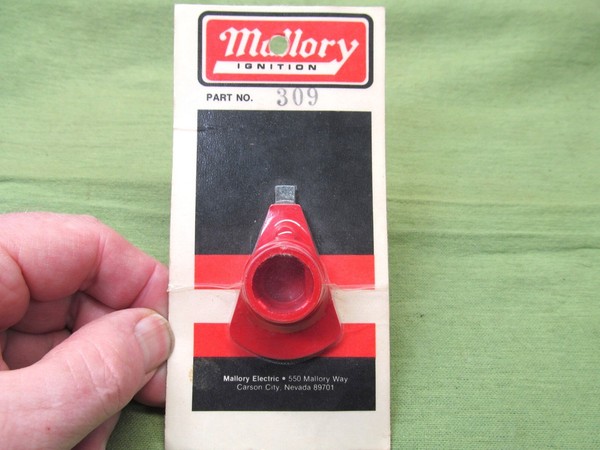 Mallory
IGNITION
PART NO. 309
Mallory Electric • 550 Mallory Way
Carson City, Nevada 89701